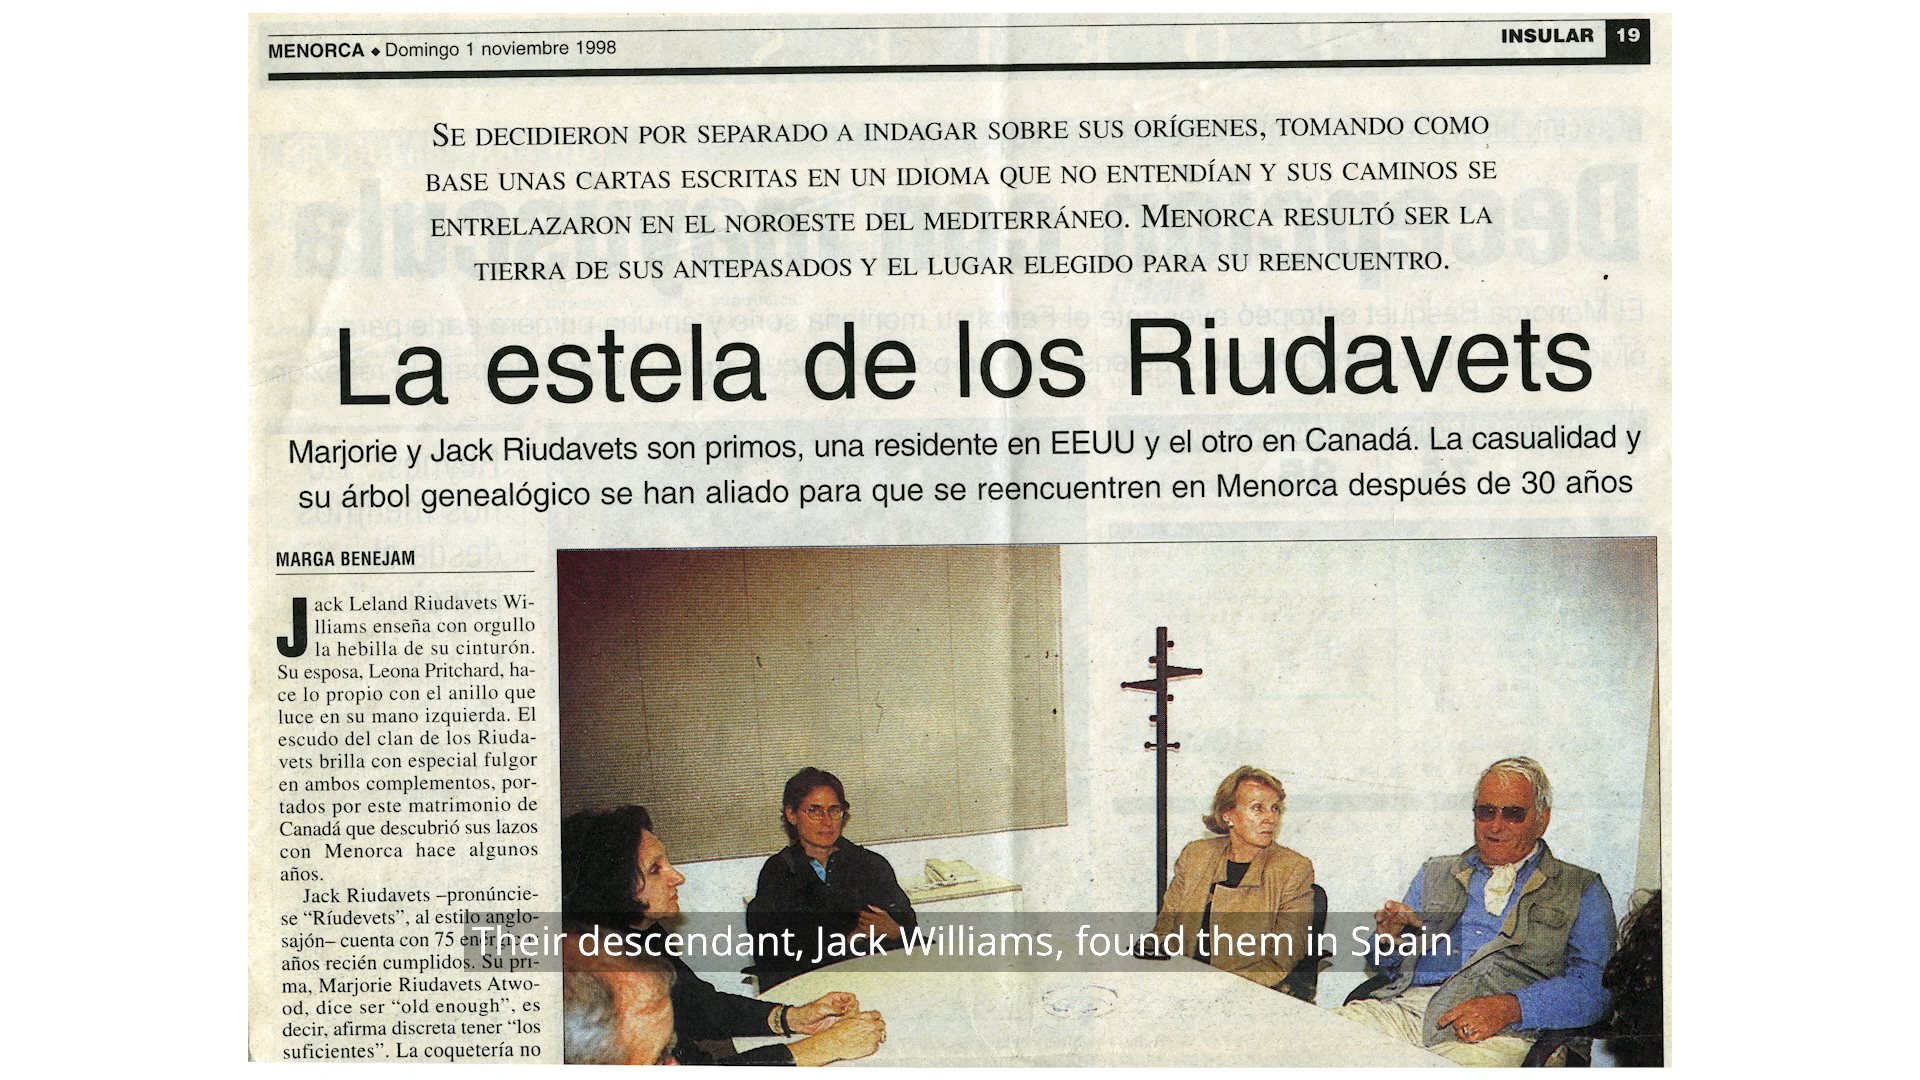 MENORCA ◆ Domingo 1 noviembre 1998
INSULAR 19
SE DECIDIERON POR SEPARADO A INDAGAR SOBRE SUS ORÍGENES, TOMANDO COMO
BASE UNAS CARTAS ESCRITAS EN UN IDIOMA QUE NO ENTENDÍAN Y SUS CAMINOS SE
ENTRELAZARON EN EL NOROESTE DEL MEDITERRÁNEO. MENORCA RESULTÓ SER LA
TIERRA DE SUS ANTEPASADOS Y EL LUGAR ELEGIDO PARA SU REENCUENTRO.
La estela de los Riudavets
Marjorie y Jack Riudavets son primos, una residente en EEUU y el otro en Canadá. La casualidad y
su árbol genealógico se han aliado para que se reencuentren en Menorca después de 30 años
MARGA BENEJAM
Jack Leland Riudavets Wi-
lliams enseña con orgullo
la hebilla de su cinturón.
Su esposa, Leona Pritchard, ha-
ce lo propio con el anillo que
luce en su mano izquierda. El
escudo del clan de los Riuda-
vets brilla con especial fulgor
en ambos complementos, por-
tados por este matrimonio de
Canadá que descubrió sus lazos
con Menorca hace algunos
años.
Jack Riudavets –pronúncie-
se “Ríudevets”, al estilo anglo-
sajón– cuenta con 75
años recién cumplidos. Su pri-
ma, Marjorie Riudavets Atwo-
od, dice ser “old enough”, es
decir, afirma discreta tener “los
suficientes”. La coquetería no
Their descendant, Jack Williams, found them in Spain